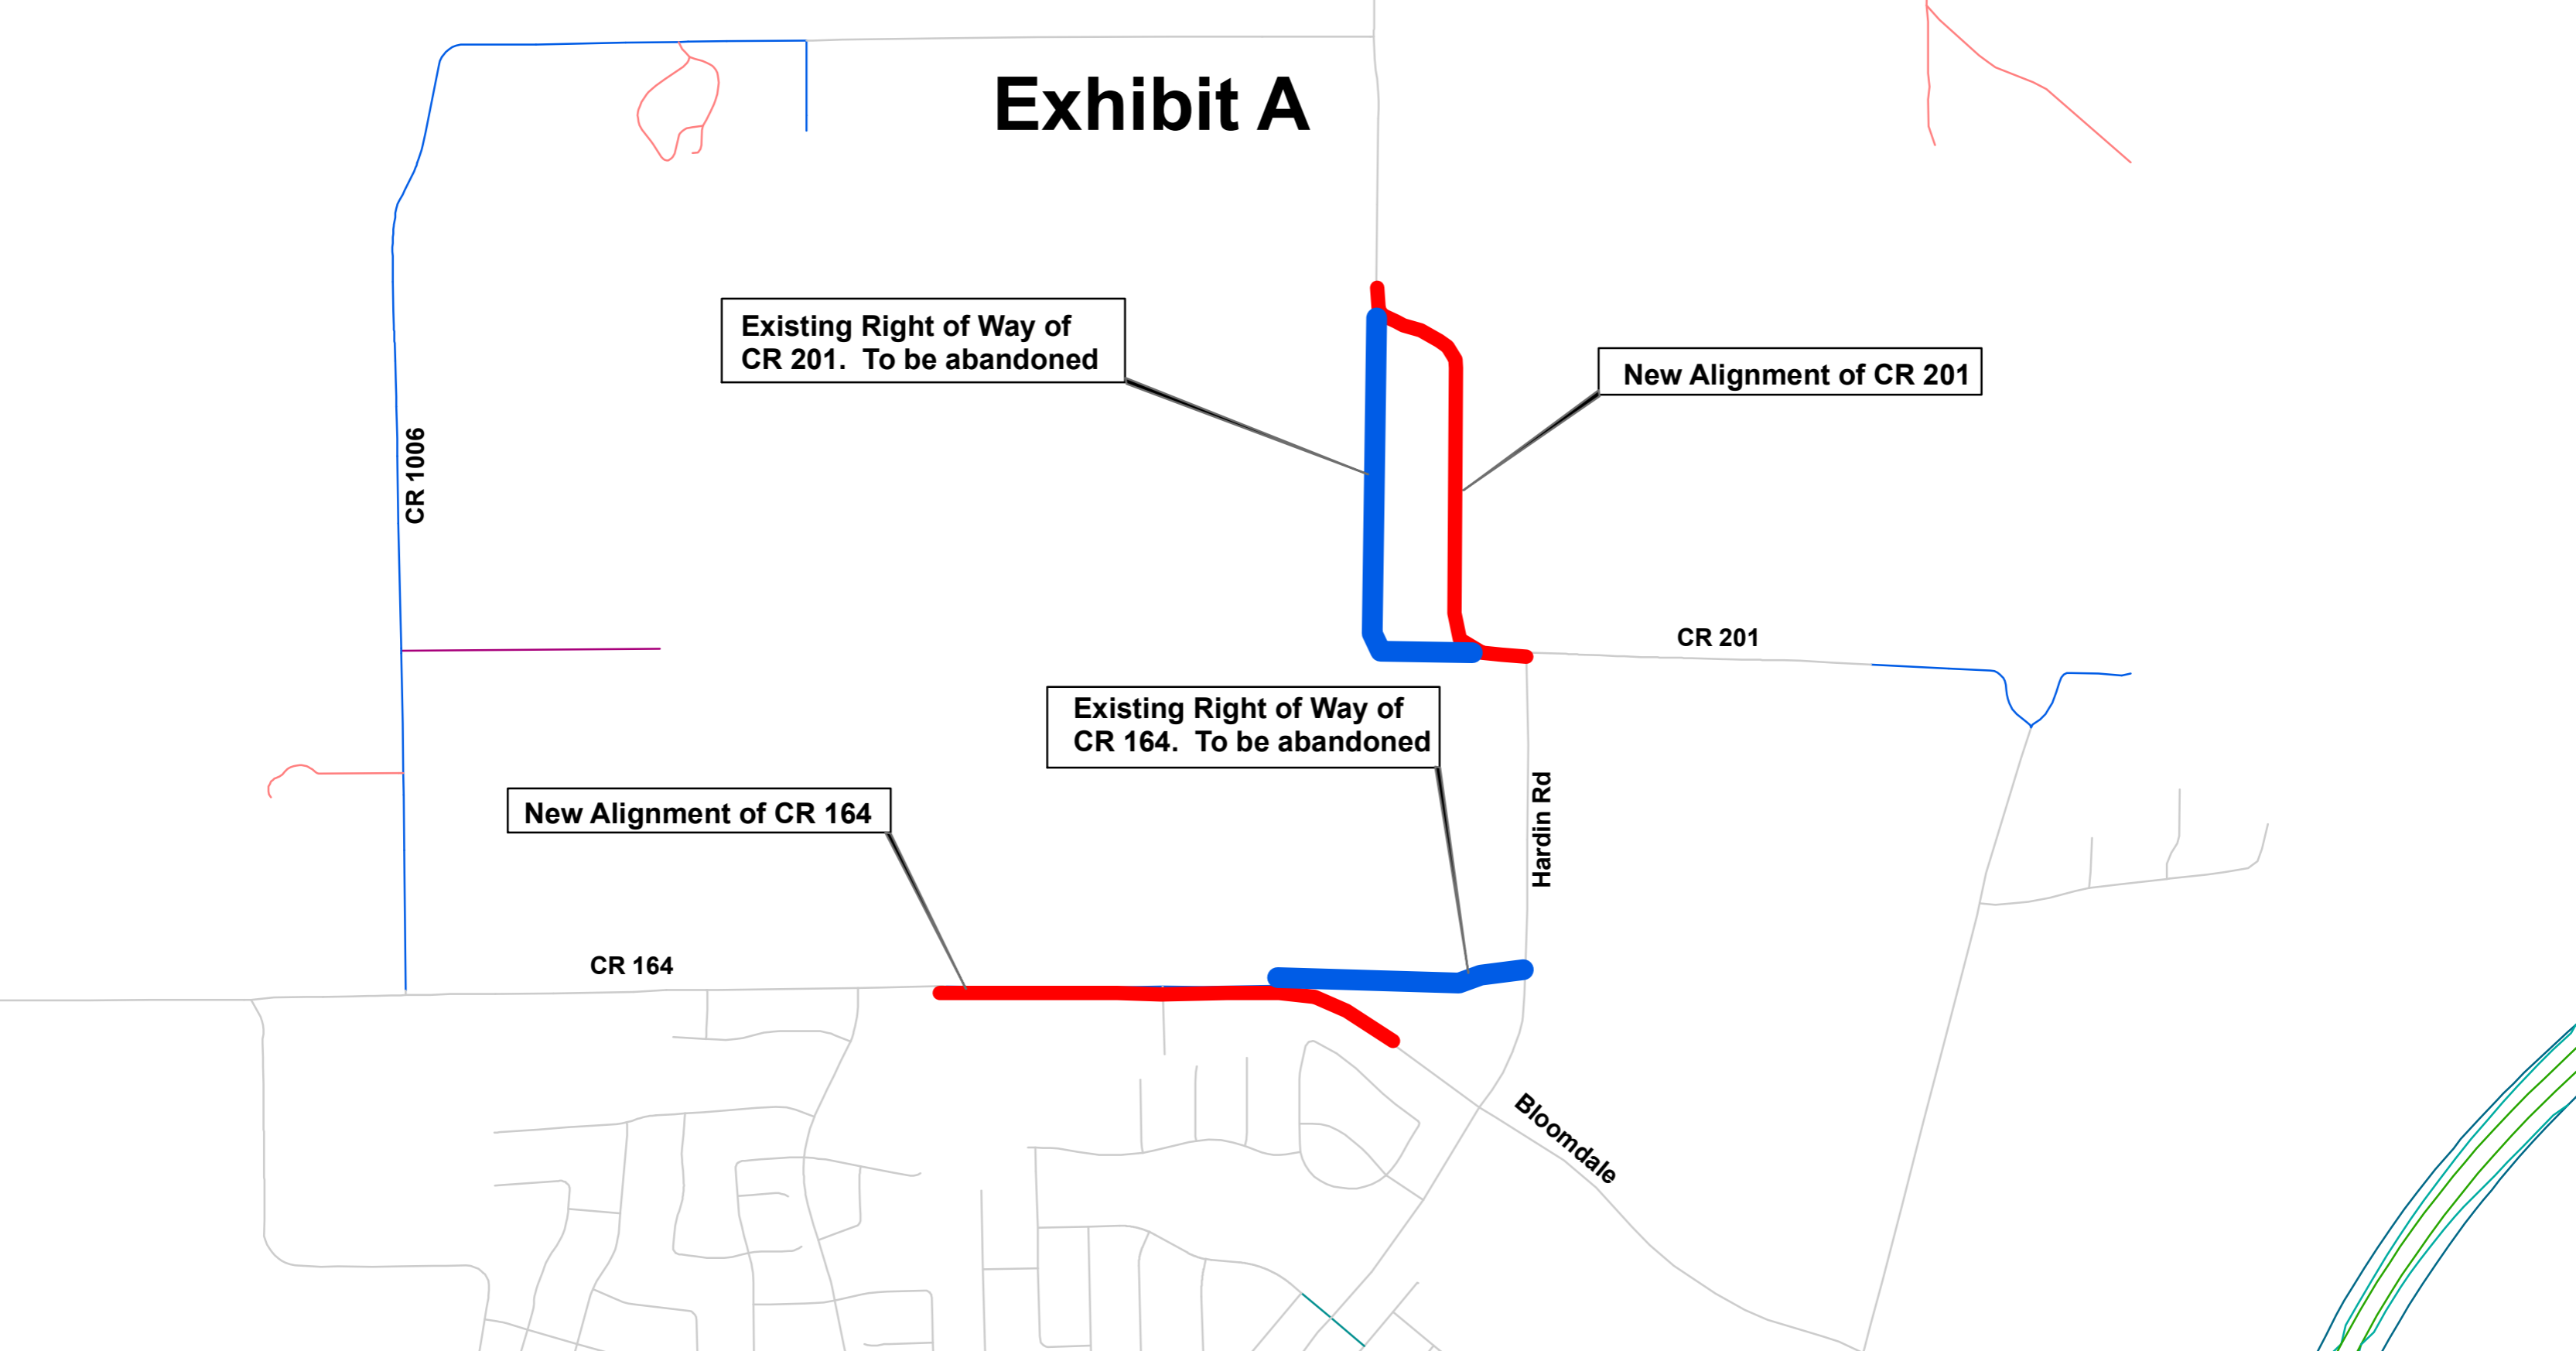 Exhibit A
Existing Right of Way of
CR 201.  To be abandoned
New Alignment of CR 201
CR 1006
CR 201
Existing Right of Way of
CR 164.  To be abandoned
New Alignment of CR 164
Hardin Rd
CR 164
Bloomdale